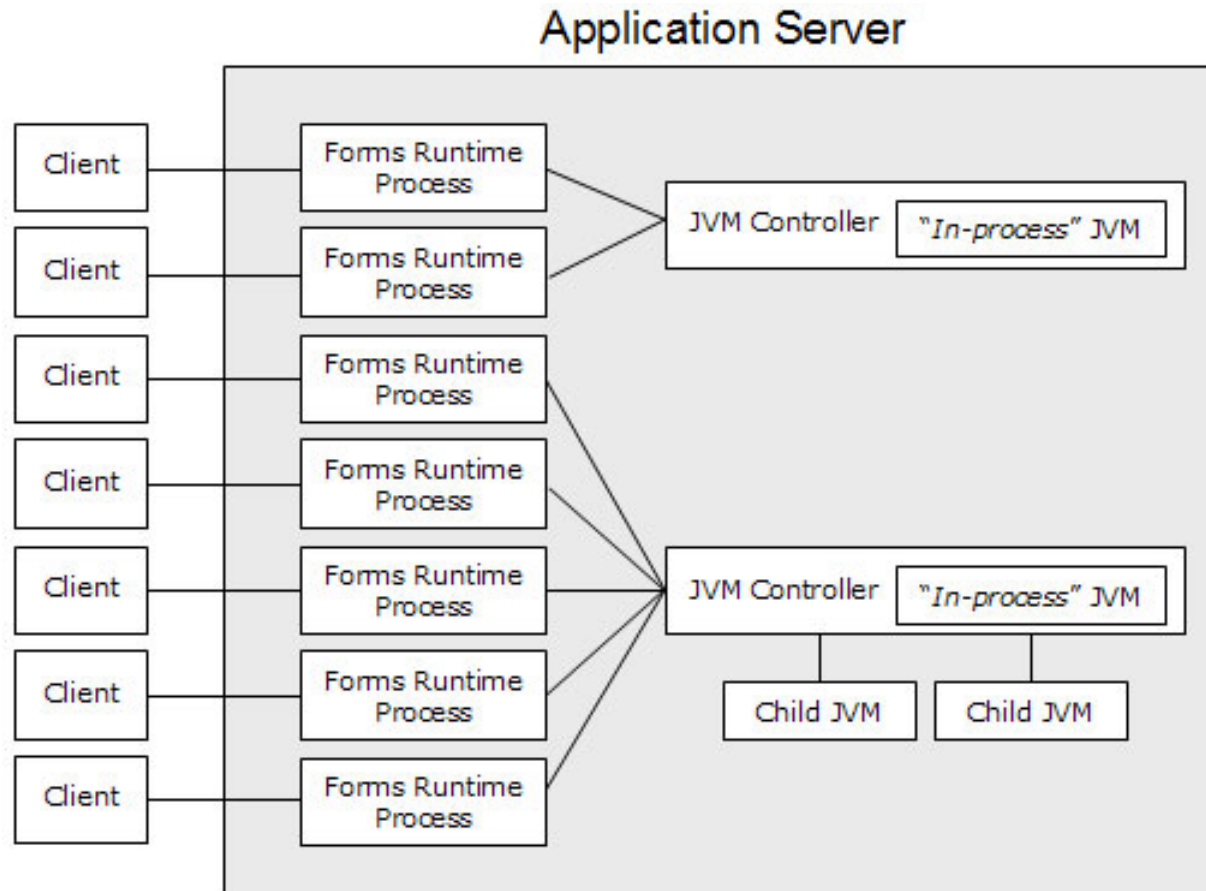 Application Server
Client
Forms Runtime
Process
JVM Controller
"In-process" JVM
Client
Forms Runtime
Process
Client
Forms Runtime
Process
Client
Forms Runtime
Process
Client
Forms Runtime
Process
JVM Controller
"In-process" JVM
Client
Forms Runtime
Process
Child JVM
Child JVM
Client
Forms Runtime
Process